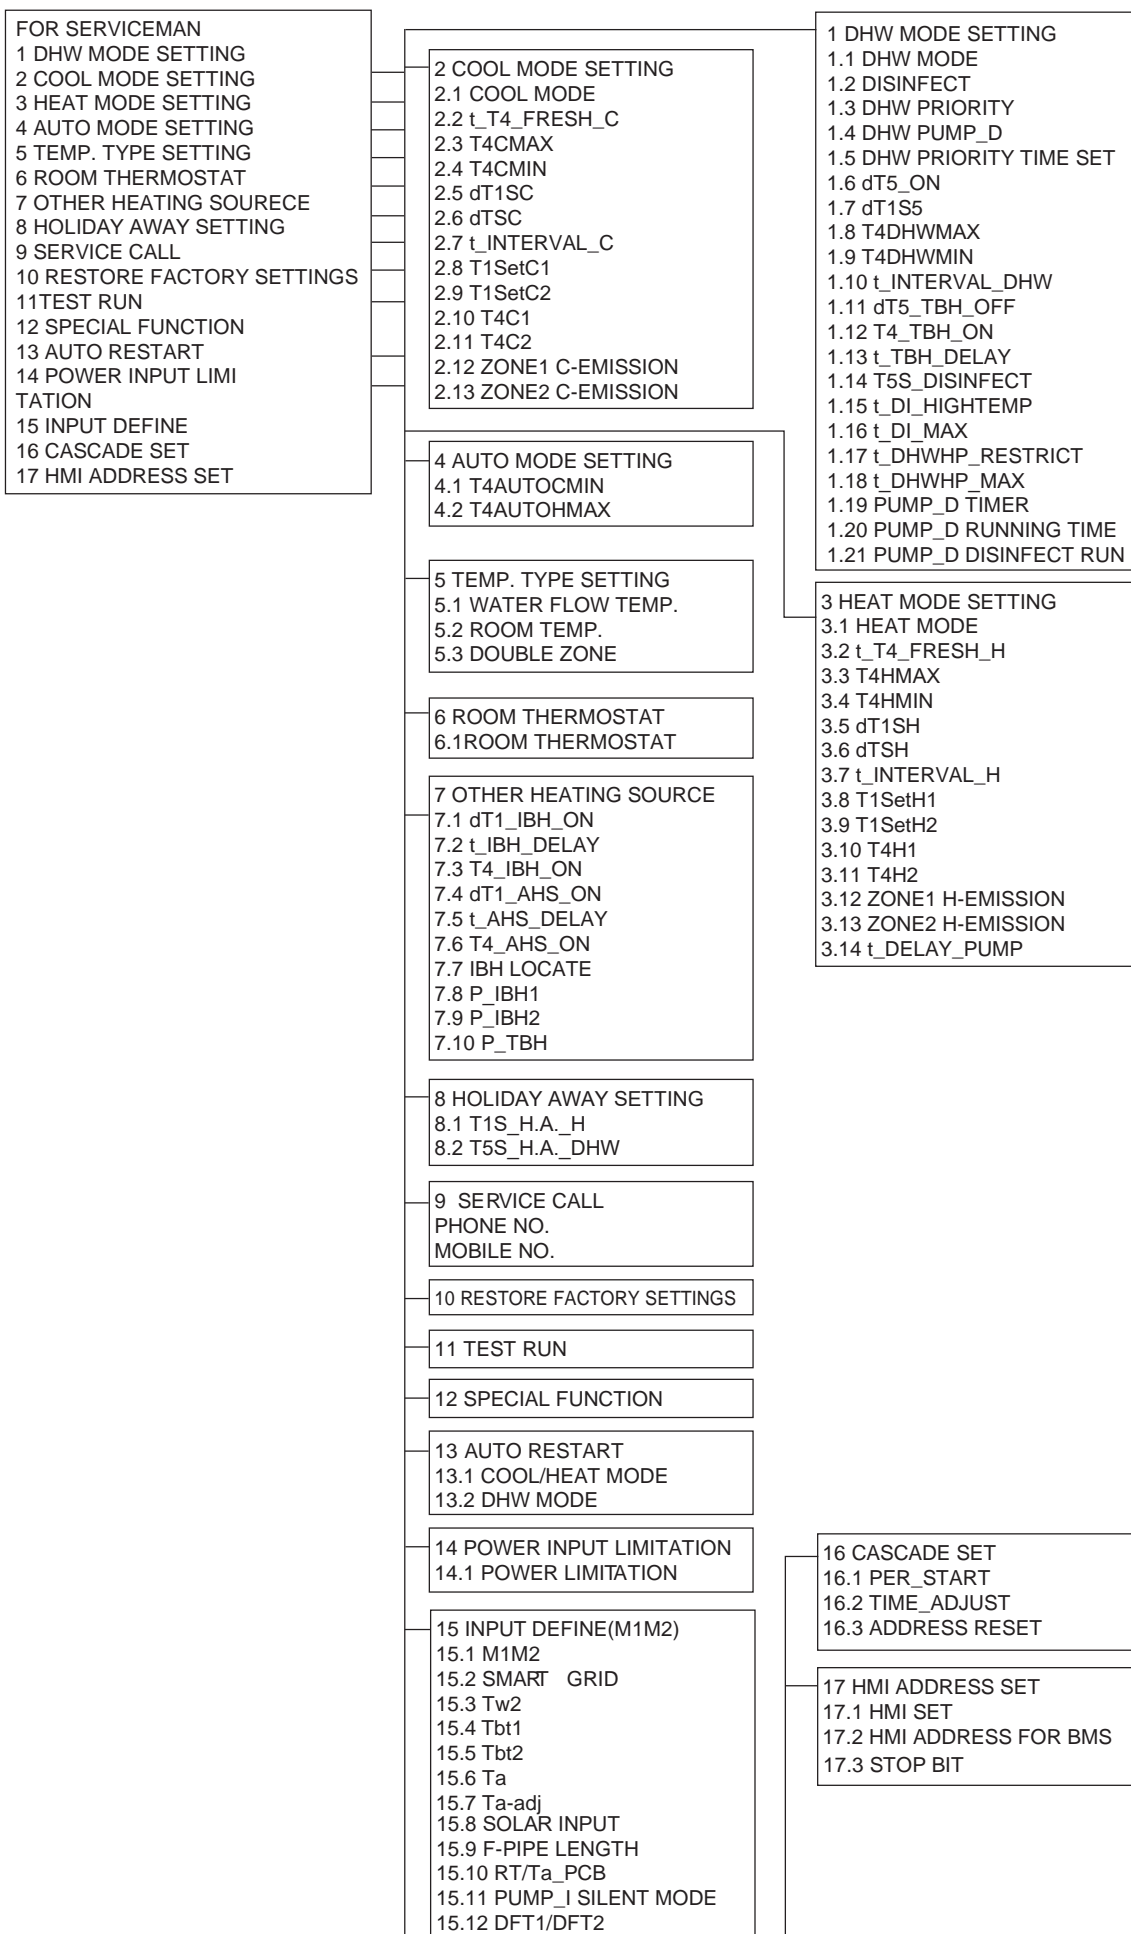 FOR SERVICEMAN
1 DHW MODE SETTING
2 COOL MODE SETTING
3 HEAT MODE SETTING
4 AUTO MODE SETTING
5 TEMP. TYPE SETTING
6 ROOM THERMOSTAT
7 OTHER HEATING SOURECE
8 HOLIDAY AWAY SETTING
9 SERVICE CALL
10 RESTORE FACTORY SETTINGS
11TEST RUN
12 SPECIAL FUNCTION
13 AUTO RESTART
14 POWER INPUT LIMI
TATION
15 INPUT DEFINE
16 CASCADE SET
17 HMI ADDRESS SET
2 COOL MODE SETTING
2.1 COOL MODE
2.2 t_T4_FRESH_C
2.3 T4CMAX
2.4 T4CMIN
2.5 dT1SC
2.6 dTSC
2.7 t_INTERVAL_C
2.8 T1SetC1
2.9 T1SetC2
2.10 T4C1
2.11 T4C2
2.12 ZONE1 C-EMISSION
2.13 ZONE2 C-EMISSION
4 AUTO MODE SETTING
4.1 T4AUTOCMIN
4.2 T4AUTOHMAX
5 TEMP. TYPE SETTING
5.1 WATER FLOW TEMP.
5.2 ROOM TEMP.
5.3 DOUBLE ZONE
6 ROOM THERMOSTAT
6.1ROOM THERMOSTAT
7 OTHER HEATING SOURCE
7.1 dT1_IBH_ON
7.2 t_IBH_DELAY
7.3 T4_IBH_ON
7.4 dT1_AHS_ON
7.5 t_AHS_DELAY
7.6 T4_AHS_ON
7.7 IBH LOCATE
7.8 P_IBH1
7.9 P_IBH2
7.10 P_TBH
8 HOLIDAY AWAY SETTING
8.1 T1S_H.A._H
8.2 T5S_H.A._DHW
9 SERVICE CALL
PHONE NO.
MOBILE NO.
10 RESTORE FACTORY SETTINGS
11 TEST RUN
12 SPECIAL FUNCTION
13 AUTO RESTART
13.1 COOL/HEAT MODE
13.2 DHW MODE
14 POWER INPUT LIMITATION
14.1 POWER LIMITATION
15 INPUT DEFINE(M1M2)
15.1 M1M2
15.2 SMART GRID
15.3 Tw2
15.4 Tbt1
15.5 Tbt2
15.6 Ta
15.7 Ta-adj
15.8 SOLAR INPUT
15.9 F-PIPE LENGTH
15.10 RT/Ta_PCB
15.11 PUMP_I SILENT MODE
15.12 DFT1/DFT2
1 DHW MODE SETTING
1.1 DHW MODE
1.2 DISINFECT
1.3 DHW PRIORITY
1.4 DHW PUMP_D
1.5 DHW PRIORITY TIME SET
1.6 dT5_ON
1.7 dT1S5
1.8 T4DHWMAX
1.9 T4DHWMIN
1.10 t_INTERVAL_DHW
1.11 dT5_TBH_OFF
1.12 T4_TBH_ON
1.13 t_TBH_DELAY
1.14 T5S_DISINFECT
1.15 t_DI_HIGHTEMP
1.16 t_DI_MAX
1.17 t_DHWHP_RESTRICT
1.18 t_DHWHP_MAX
1.19 PUMP_D TIMER
1.20 PUMP_D RUNNING TIME
1.21 PUMP_D DISINFECT RUN
3 HEAT MODE SETTING
3.1 HEAT MODE
3.2 t_T4_FRESH_H
3.3 T4HMAX
3.4 T4HMIN
3.5 dT1SH
3.6 dTSH
3.7 t_INTERVAL_H
3.8 T1SetH1
3.9 T1SetH2
3.10 T4H1
3.11 T4H2
3.12 ZONE1 H-EMISSION
3.13 ZONE2 H-EMISSION
3.14 t_DELAY_PUMP
16 CASCADE SET
16.1 PER_START
16.2 TIME_ADJUST
16.3 ADDRESS RESET
17 HMI ADDRESS SET
17.1 HMI SET
17.2 HMI ADDRESS FOR BMS
17.3 STOP BIT